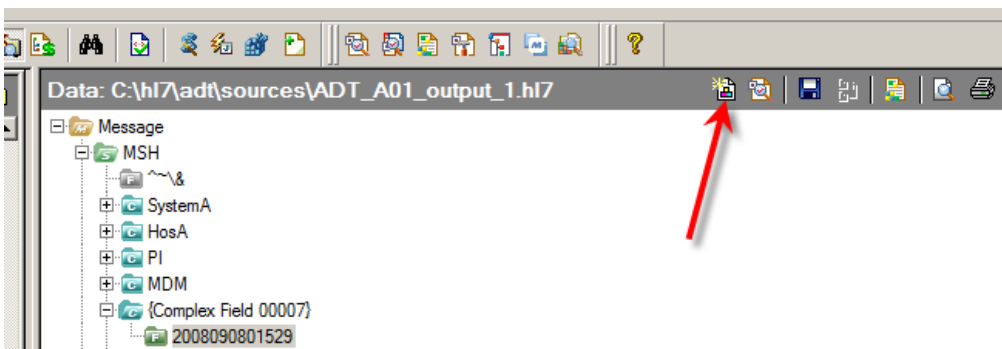 Data: C:\hl7\adt\sources\ADT_A01_output_1.hl7
Message
MSH
^~\&
SystemA
HosA
PI
MDM
{Complex Field 00007}
2008090801529